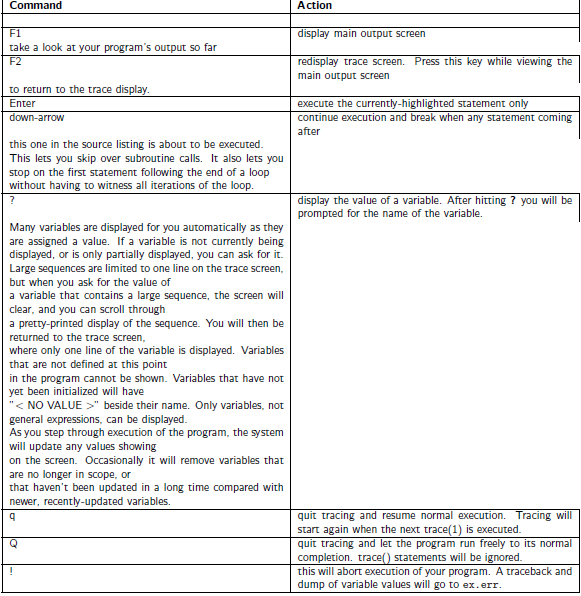 Command Action
F1 display main output screen
take a look at your program's output so far
F2 redisplay trace screen. Press this key while viewing the
main output screen
to return to the trace display.
Enter execute the currently-highlighted statement only
down-arrow continue execution and break when any statement coming
after
this one in the source listing is about to be executed.
This lets you skip over subroutine calls. It also lets you
stop on the first statement following the end of a loop
without having to witness all iterations of the loop.
? display the value of a variable. After hitting ? you will be
prompted for the name of the variable.
Many variables are displayed for you automatically as they
are assigned a value. If a variable is not currently being
displayed, or is only partially displayed, you can ask for it.
Large sequences are limited to one line on the trace screen,
but when you ask for the value of
a variable that contains a large sequence, the screen will
clear, and you can scroll through
a pretty-printed display of the sequence. You will then be
returned to the trace screen,
where only one line of the variable is displayed. Variables
that are not defined at this point
in the program cannot be shown. Variables that have not
yet been initialized will have
"< NO VALUE >" beside their name. Only variables, not
general expressions, can be displayed.
As you step through execution of the program, the system
will update any values showing
on the screen. Occasionally it will remove variables that
are no longer in scope, or
that haven't been updated in a long time compared with
newer, recently-updated variables.
q quit tracing and resume normal execution. Tracing will
start again when the next trace(1) is executed.
Q quit tracing and let the program run freely to its normal
completion. trace() statements will be ignored.
! this will abort execution of your program. A traceback and
dump of variable values will go to ex.err.